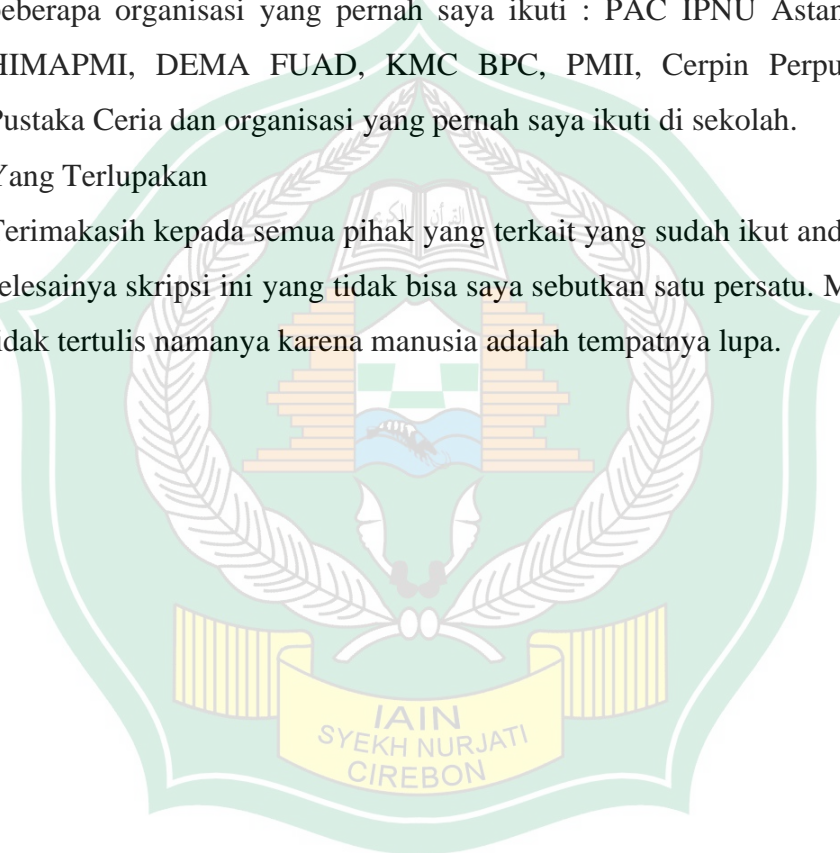 beberapa organisasi yang pernah saya ikuti : PAC IPNU
HIMAPMI, DEMA FUAD, KMC BPC, PMII, Cerpin
Pustaka Ceria dan organisasi yang pernah saya ikuti di sekolah.
Yang Terlupakan
Terimakasih kepada semua pihak yang terkait yang sudah ikut
selesainya skripsi ini yang tidak bisa saya sebutkan satu persatu.
tidak tertulis namanya karena manusia adalah tempatnya lupa.
القرآن الكريم
IAIN
SYEKH NURJATI
CIREBON